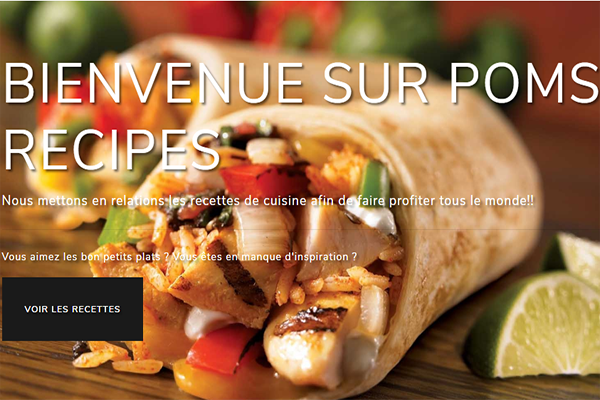 BIENVENUE SUR POMS
RECIPES
Nous mettons en relations les recettes de cuisine afin de faire profiter tous le monde!!
Vous aimez les bon petits plats ? Vous êtes en manque d'inspiration ?
VOIR LES RECETTES